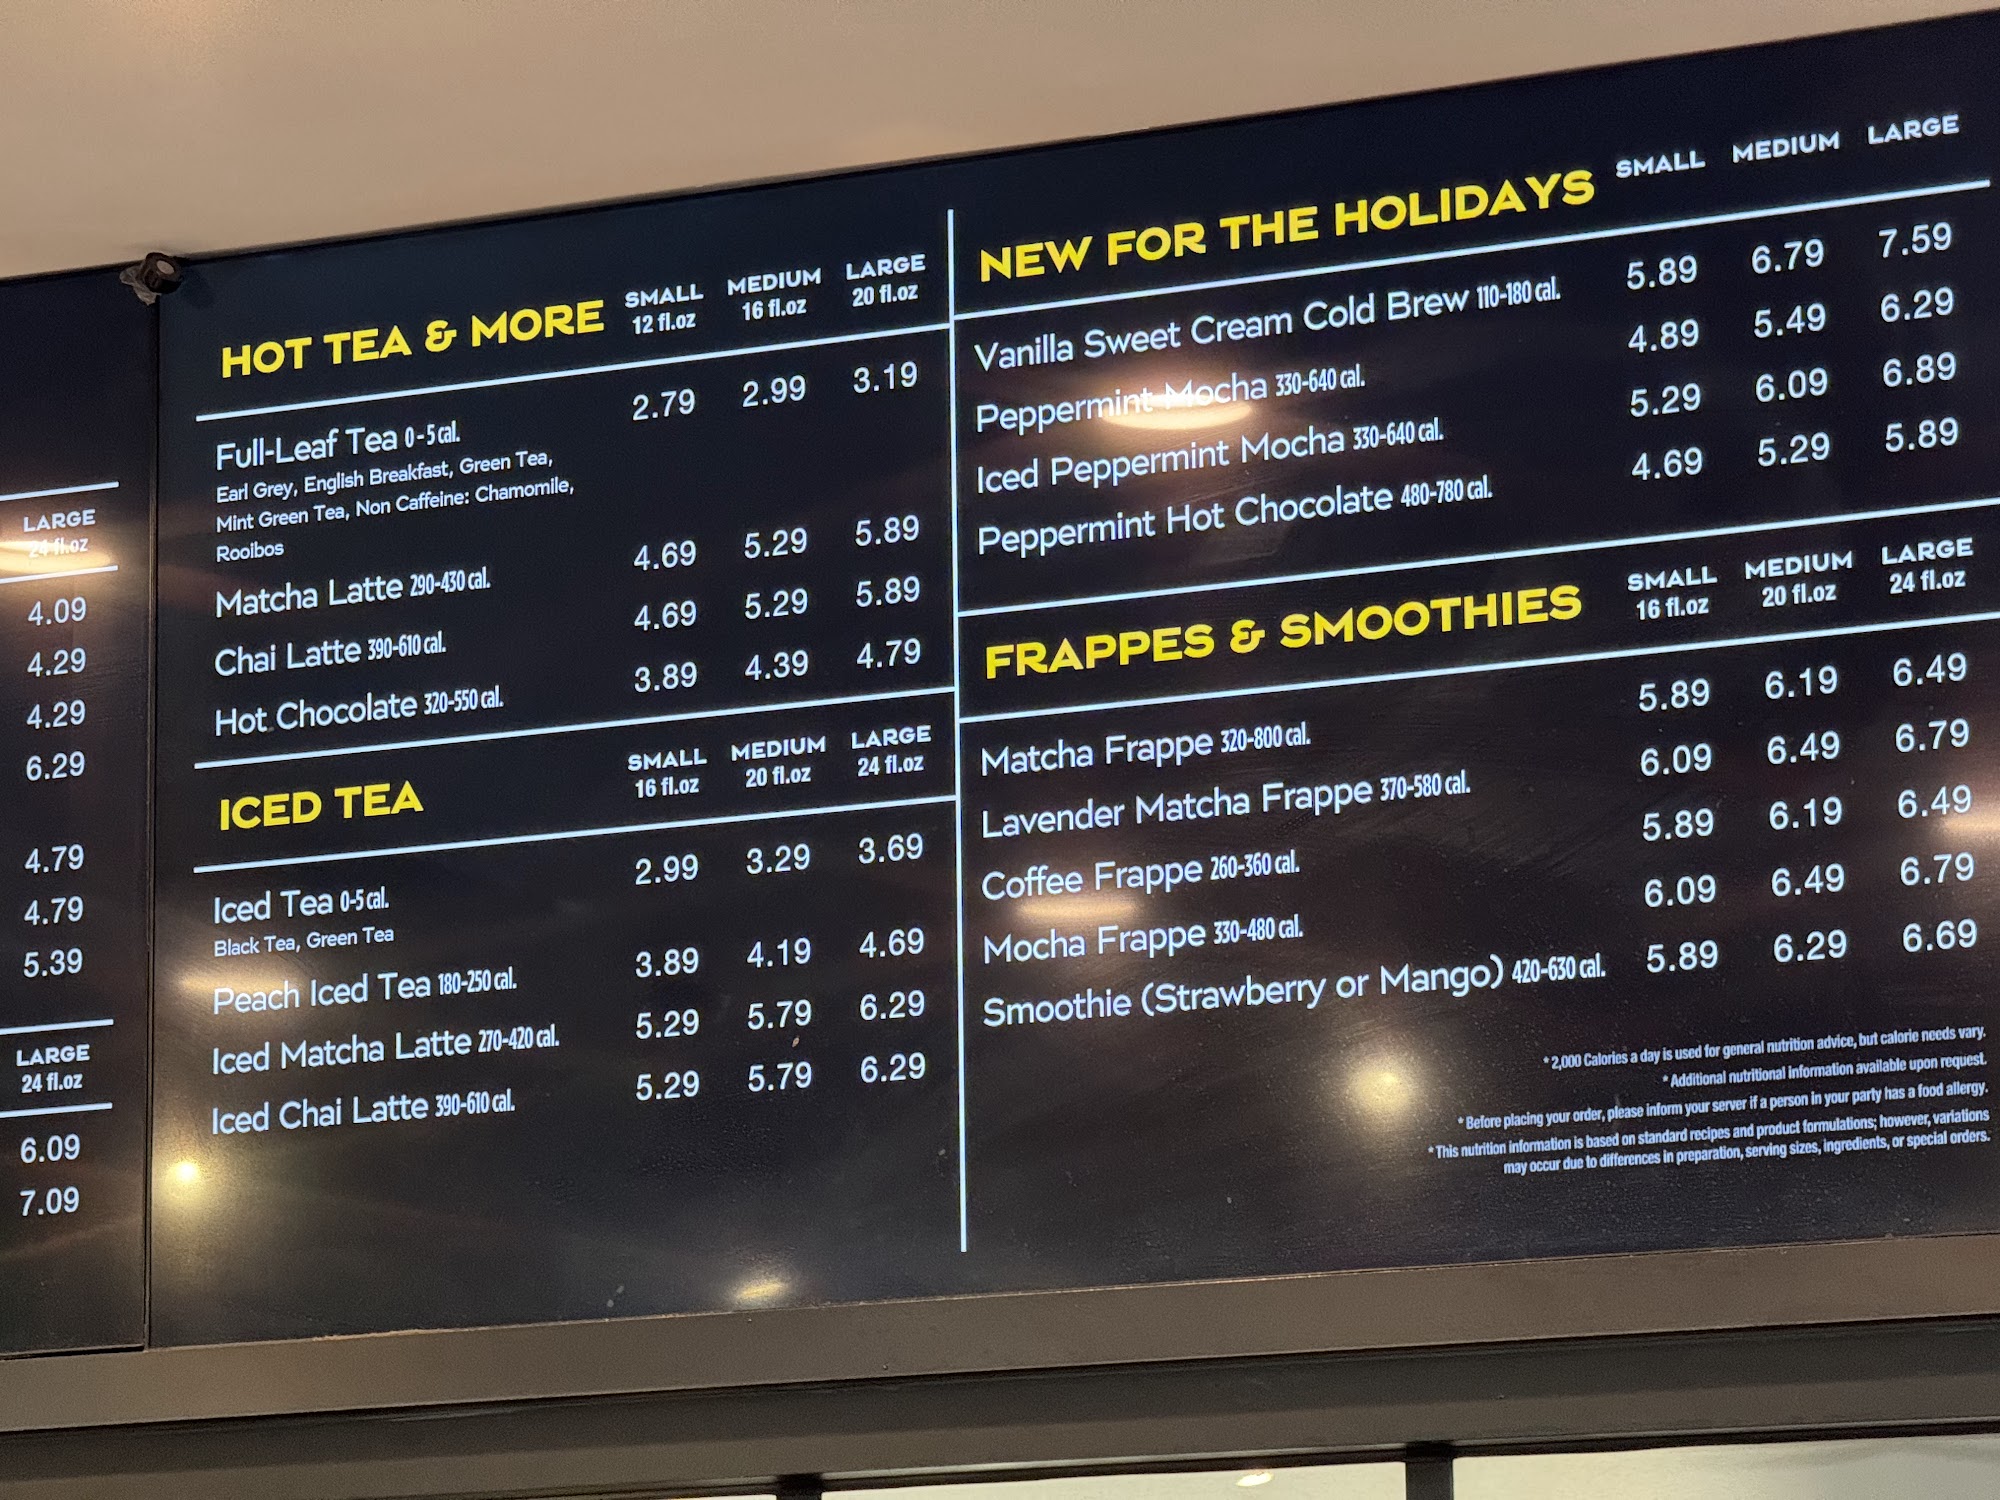 LARGE
24 fl.oz
4.09
4.29
4.29
6.29
4.79
4.79
5.39
LARGE
24 fl.oz
6.09
7.09
HOT TEA & MORE SMALL 12 fl.oz MEDIUM 16 fl.oz LARGE 20 fl.oz
Full-Leaf Tea 0-5 cal. 2.79 2.99 3.19
Earl Grey, English Breakfast, Green Tea,
Mint Green Tea, Non Caffeine: Chamomile,
Rooibos
Matcha Latte 290-430 cal. 4.69 5.29 5.89
Chai Latte 390-610 cal. 4.69 5.29 5.89
Hot Chocolate 320-550 cal. 3.89 4.39 4.79
ICED TEA SMALL 16 fl.oz MEDIUM 20 fl.oz LARGE 24 fl.oz
Iced Tea 0-5 cal. 2.99 3.29 3.69
Black Tea, Green Tea
Peach Iced Tea 180-250 cal. 3.89 4.19 4.69
Iced Matcha Latte 270-420 cal. 5.29 5.79 6.29
Iced Chai Latte 390-610 cal. 5.29 5.79 6.29
NEW FOR THE HOLIDAYS SMALL MEDIUM LARGE
Vanilla Sweet Cream Cold Brew 110-180 cal. 5.89 6.79 7.59
Peppermint Mocha 330-640 cal. 4.89 5.49 6.29
Iced Peppermint Mocha 330-640 cal. 5.29 6.09 6.89
Peppermint Hot Chocolate 480-780 cal. 4.69 5.29 5.89
FRAPPES & SMOOTHIES SMALL 16 fl.oz MEDIUM 20 fl.oz LARGE 24 fl.oz
Matcha Frappe 320-800 cal. 5.89 6.19 6.49
Lavender Matcha Frappe 370-580 cal. 6.09 6.49 6.79
Coffee Frappe 260-360 cal. 5.89 6.19 6.49
Mocha Frappe 330-480 cal. 6.09 6.49 6.79
Smoothie (Strawberry or Mango) 420-630 cal. 5.89 6.29 6.69
* 2,000 Calories a day is used for general nutrition advice, but calorie needs vary.
* Additional nutritional information available upon request.
* Before placing your order, please inform your server if a person in your party has a food allergy.
* This nutrition information is based on standard recipes and product formulations; however, variations
may occur due to differences in preparation, serving sizes, ingredients, or special orders.